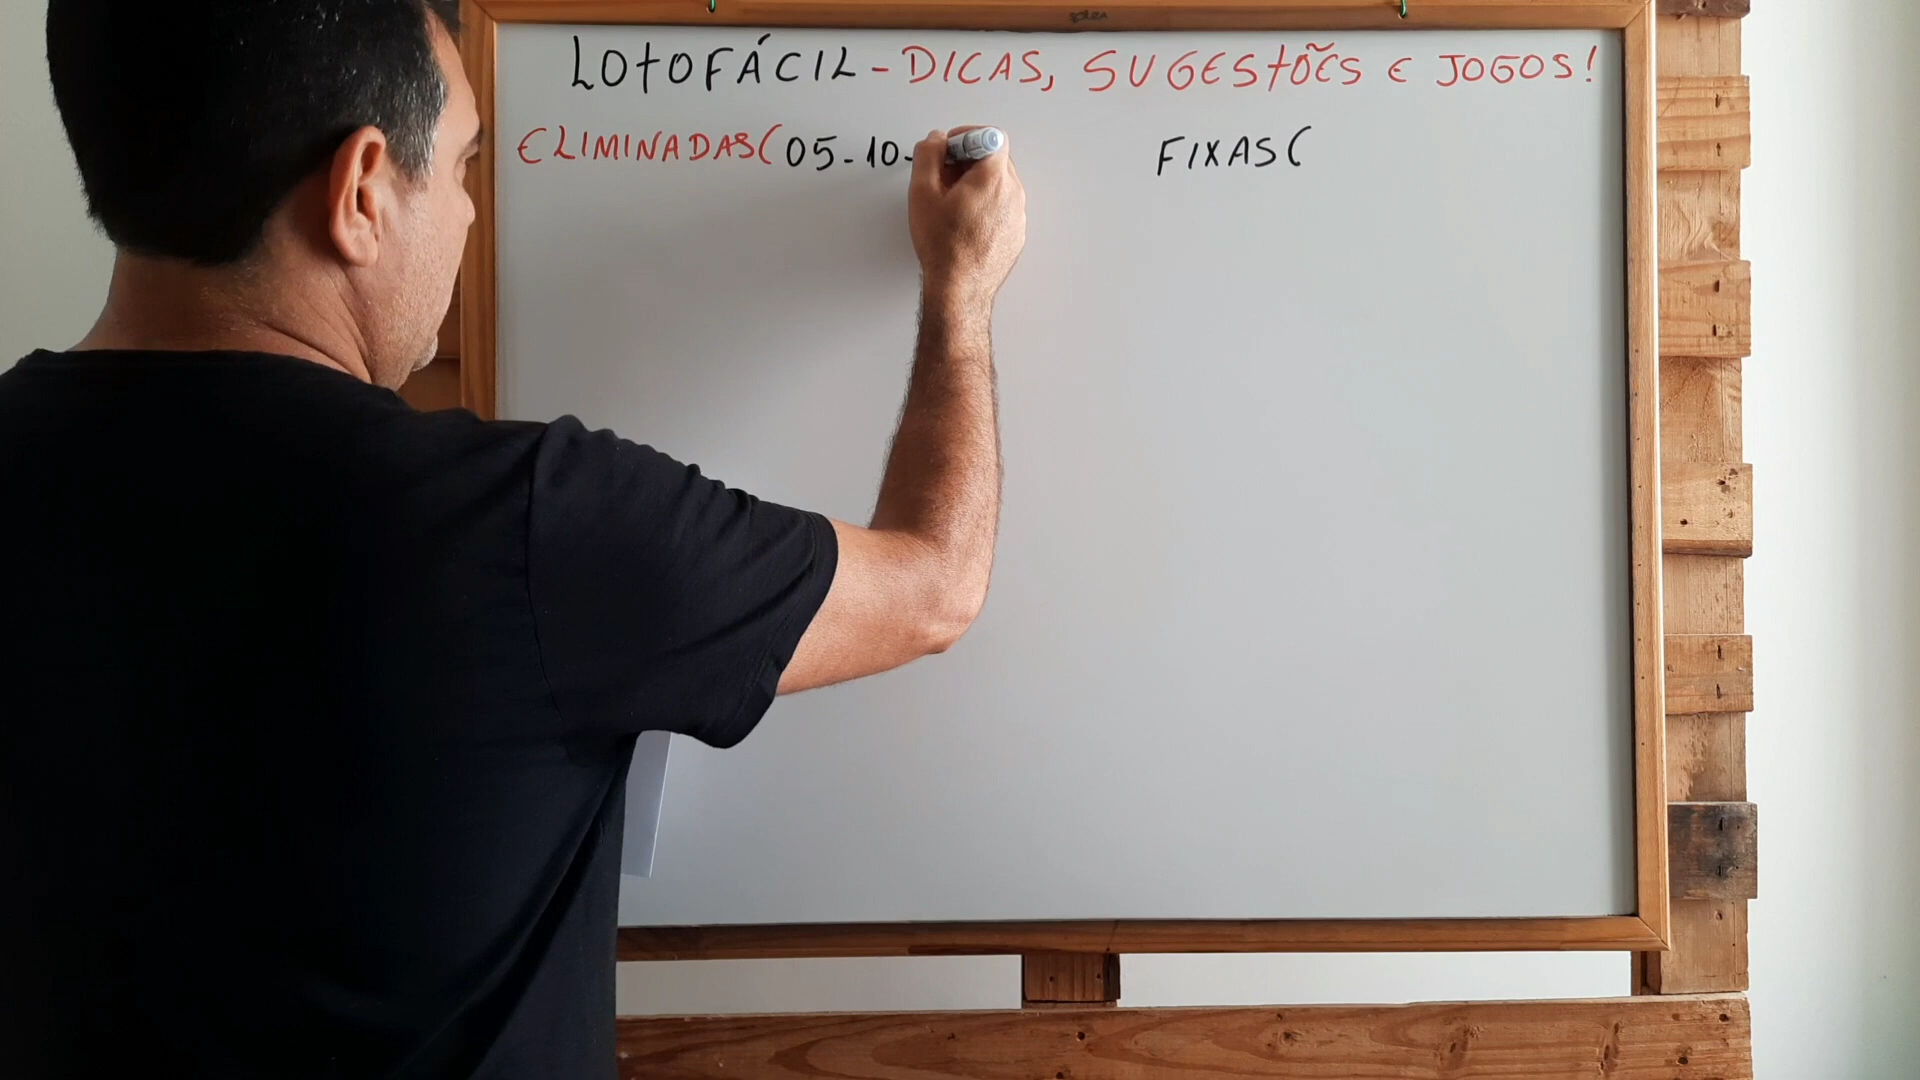 LOTOFÁCIL - DICAS, SUGESTÕES E JOGOS!
ELIMINADAS( 05 - 10 - FIXAS(